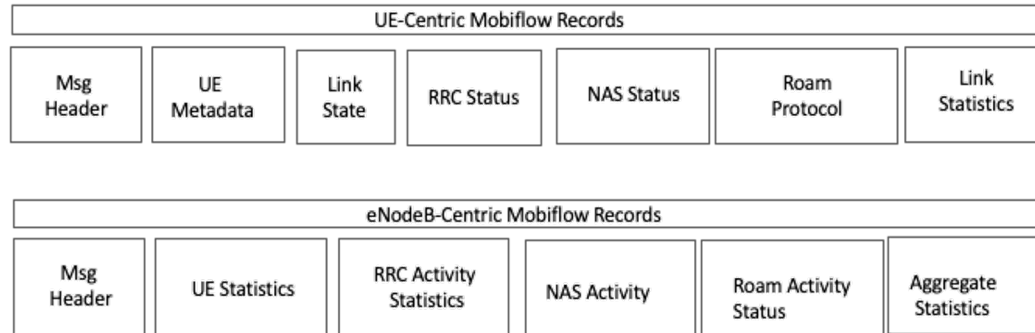 UE-Centric Mobiflow Records
Msg
Header
UE
Metadata
Link
State
RRC Status
NAS Status
Roam
Protocol
Link
Statistics
eNodeB-Centric Mobiflow Records
Msg
Header
UE Statistics
RRC Activity
Statistics
NAS Activity
Roam Activity
Status
Aggregate
Statistics